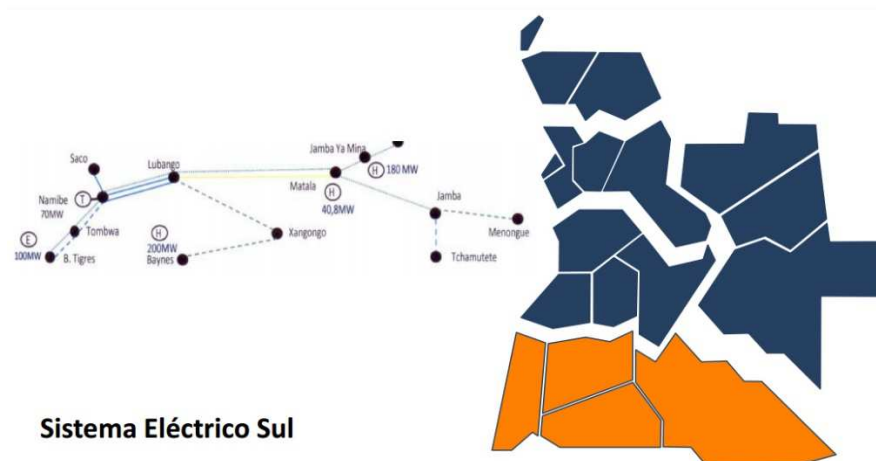 Saco
Lubango
Jamba Ya Mina
H
180 MW
Namibe
T
70MW
Matala
H
40,8MW
Jamba
E
Tombwa
H
Xangongo
Menongue
100MW
B. Tigres
200MW
Baynes
Tchamutete
Sistema Eléctrico Sul